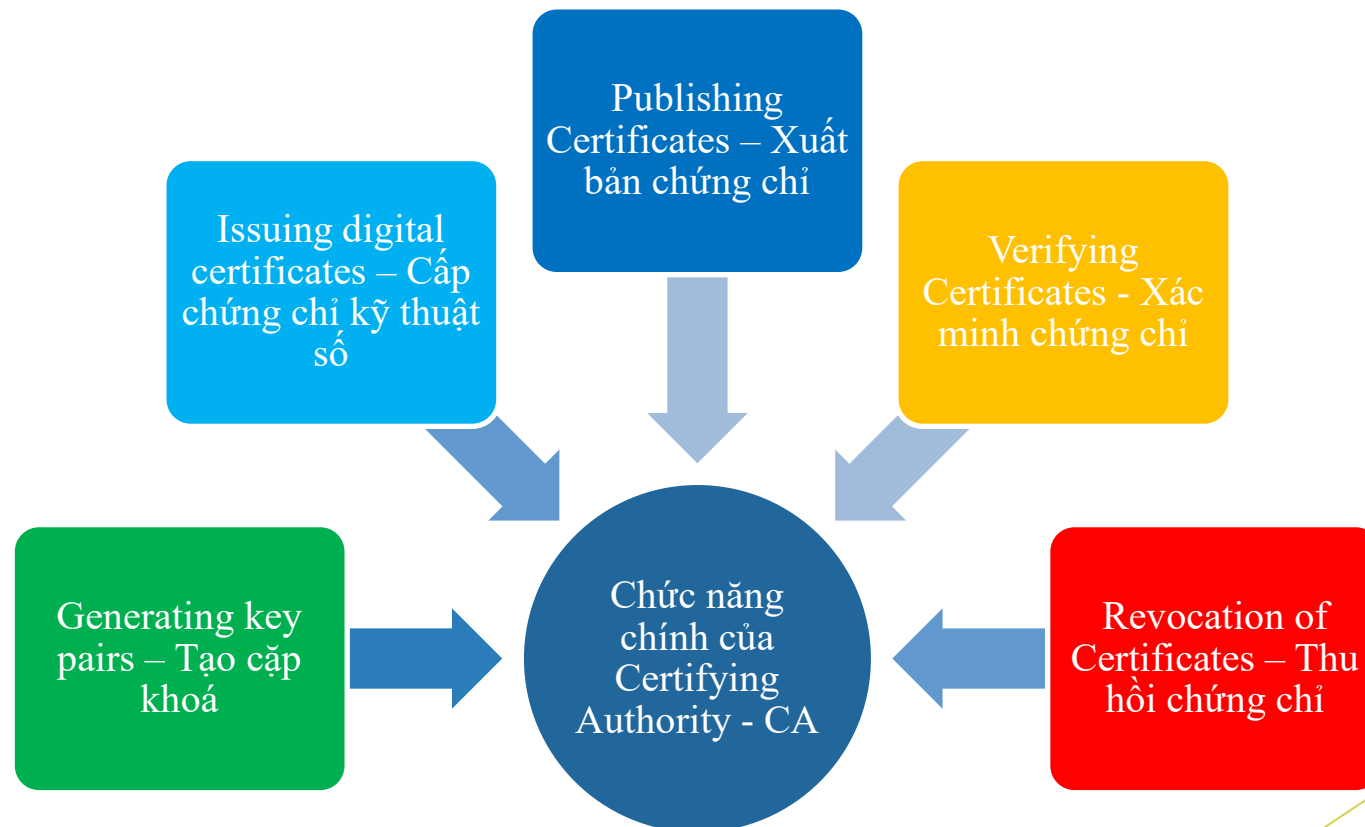 Publishing
Certificates – Xuất
bản chứng chỉ
Issuing digital
certificates – Cấp
chứng chỉ kỹ thuật
số
Verifying
Certificates - Xác
minh chứng chỉ
Generating key
pairs – Tạo cặp
khoá
Chức năng
chính của
Certifying
Authority - CA
Revocation of
Certificates – Thu
hồi chứng chỉ